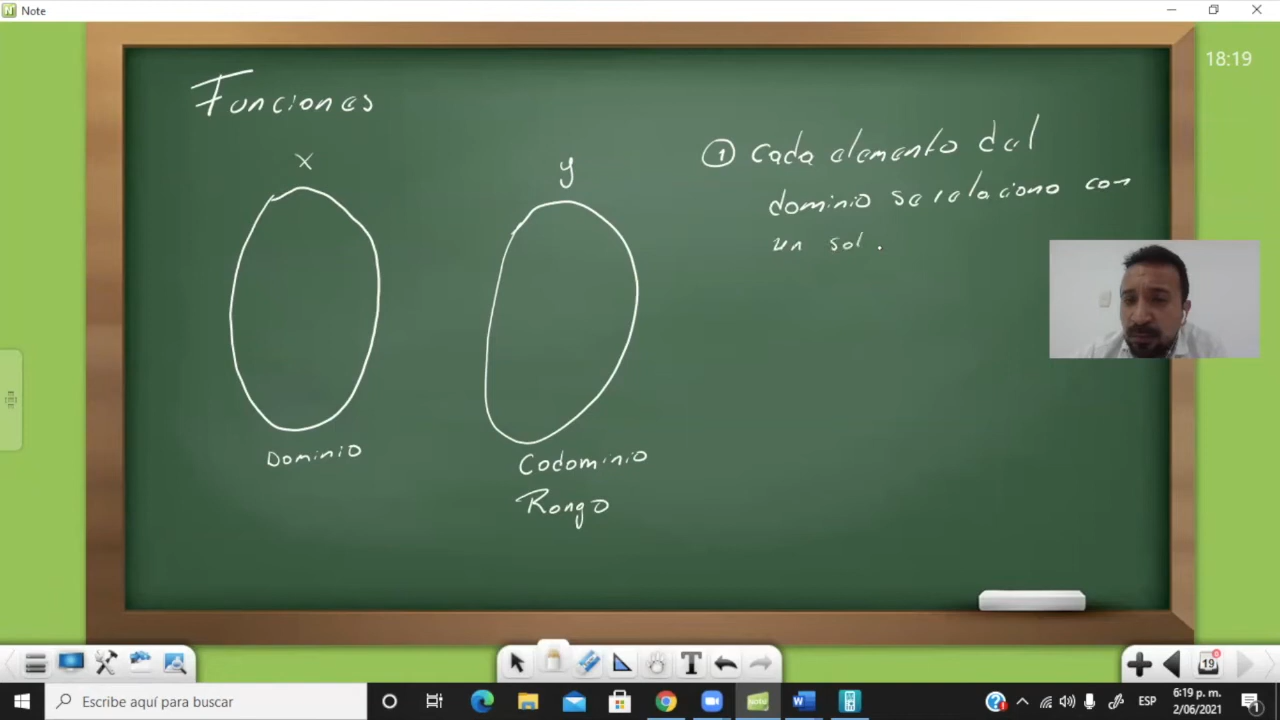 Note
18:19
Funciones
x
y
① Cada elemento del
dominio se relaciona con
un sol.
Dominio
Codominio
Rango
19
Escribe aquí para buscar
ESP
6:19 p. m.
2/06/2021